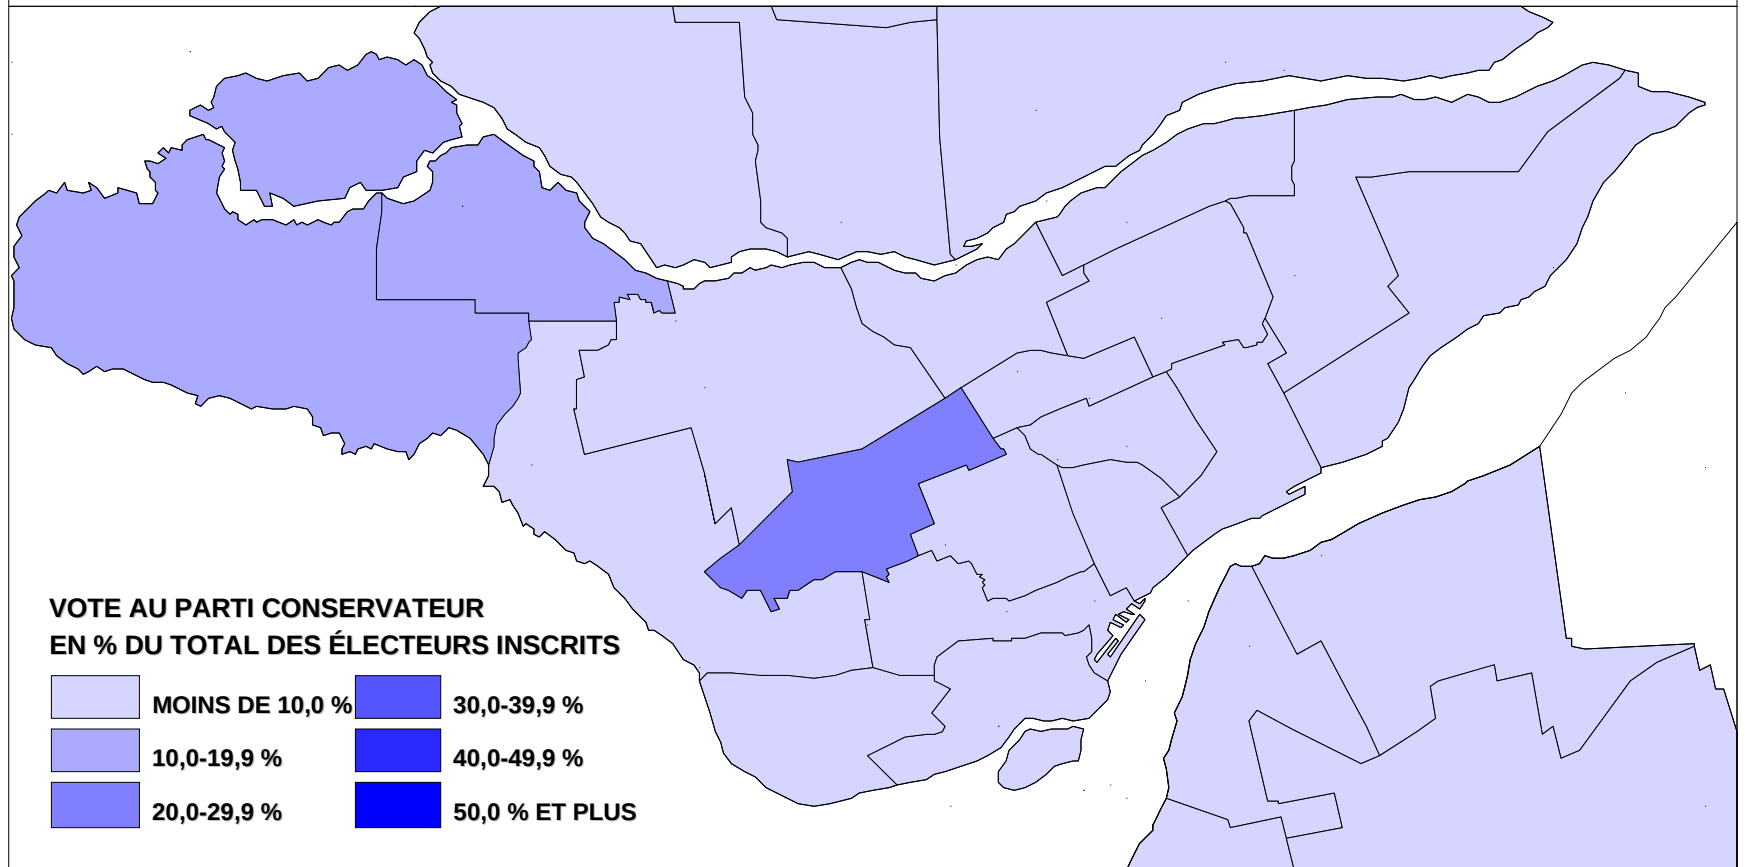 VOTE AU PARTI CONSERVATEUR
EN % DU TOTAL DES ÉLECTEURS INSCRITS
MOINS DE 10,0 %
10,0-19,9 %
20,0-29,9 %
30,0-39,9 %
40,0-49,9 %
50,0 % ET PLUS